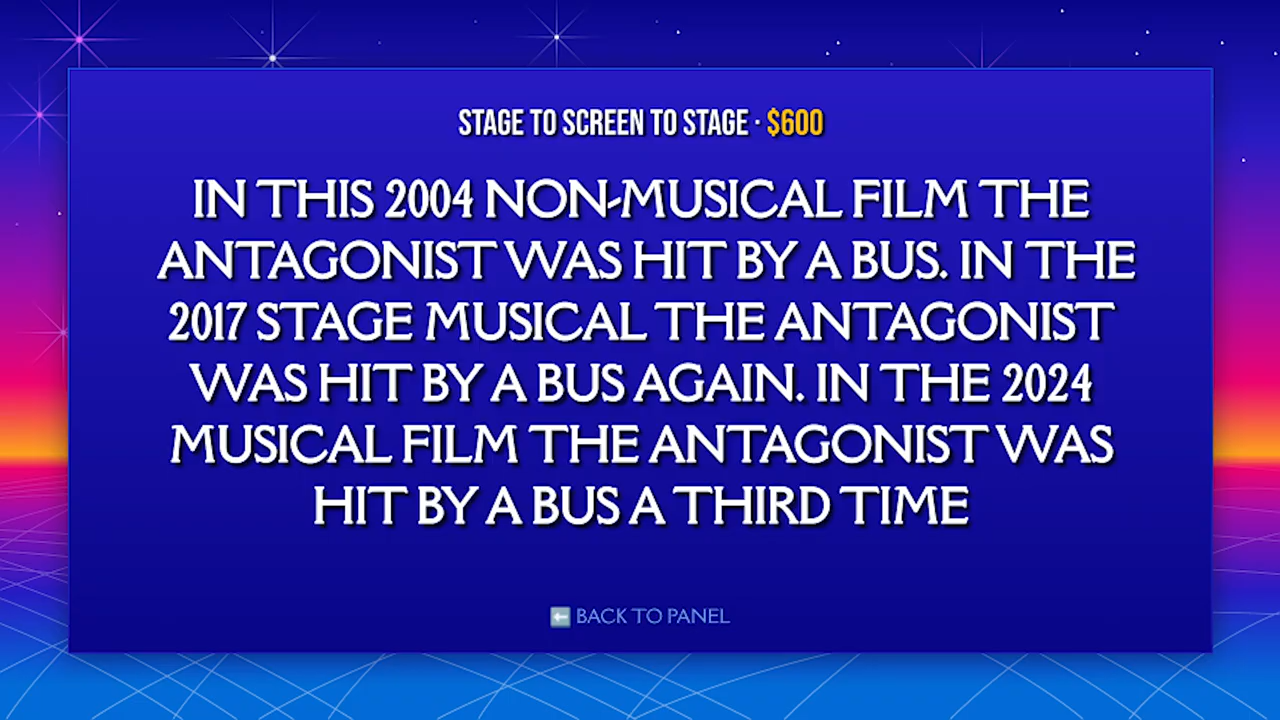 STAGE TO SCREEN TO STAGE · $600
IN THIS 2004 NON-MUSICAL FILM THE
ANTAGONIST WAS HIT BY A BUS. IN THE
2017 STAGE MUSICAL THE ANTAGONIST
WAS HIT BY A BUS AGAIN. IN THE 2024
MUSICAL FILM THE ANTAGONIST WAS
HIT BY A BUS A THIRD TIME
⬅ BACK TO PANEL